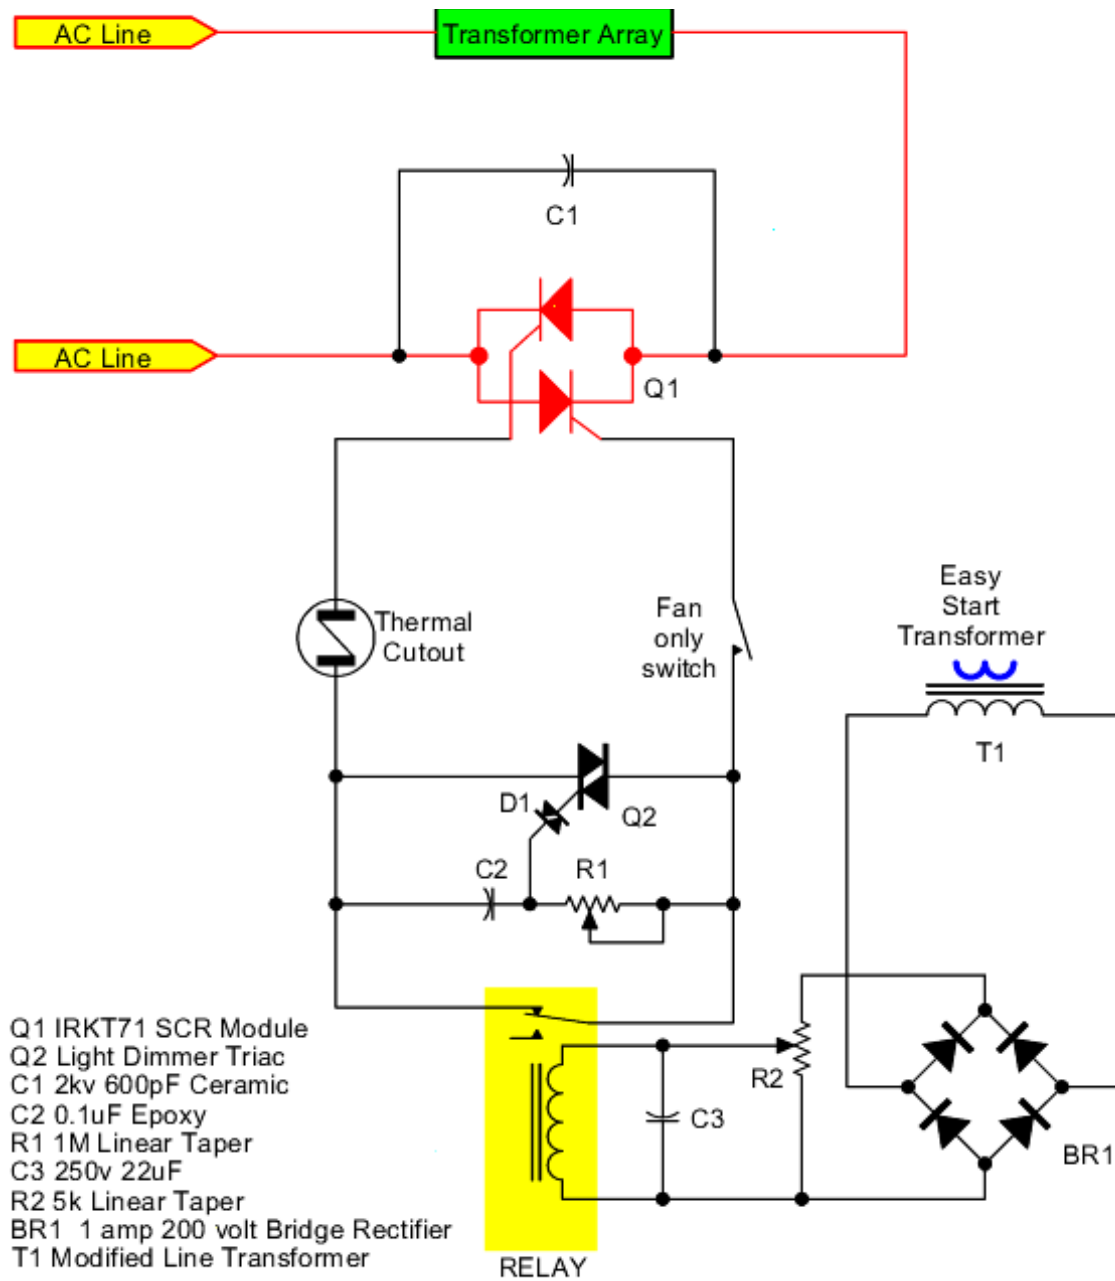 AC Line
Transformer Array
C1
AC Line
Q1
Easy
Start
Transformer
Thermal
Cutout
Fan
only
switch
T1
D1
Q2
C2
R1
Q1 IRKT71 SCR Module
Q2 Light Dimmer Triac
C1 2kv 600pF Ceramic
C2 0.1uF Epoxy
R1 1M Linear Taper
C3 250v 22uF
R2 5k Linear Taper
BR1 1 amp 200 volt Bridge Rectifier
T1 Modified Line Transformer
R2
C3
BR1
RELAY